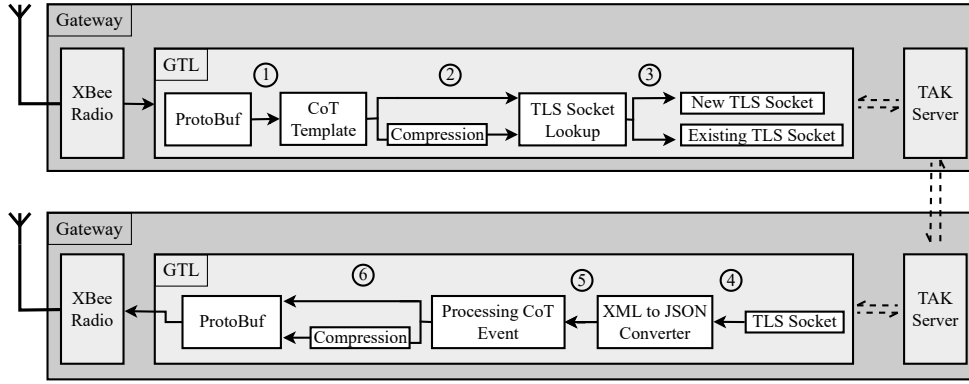 Gateway
XBee
Radio
GTL
1
2
3
ProtoBuf
CoT
Template
Compression
TLS Socket
Lookup
New TLS Socket
Existing TLS Socket
TAK
Server
Gateway
XBee
Radio
GTL
6
5
4
ProtoBuf
Compression
Processing CoT
Event
XML to JSON
Converter
TLS Socket
TAK
Server